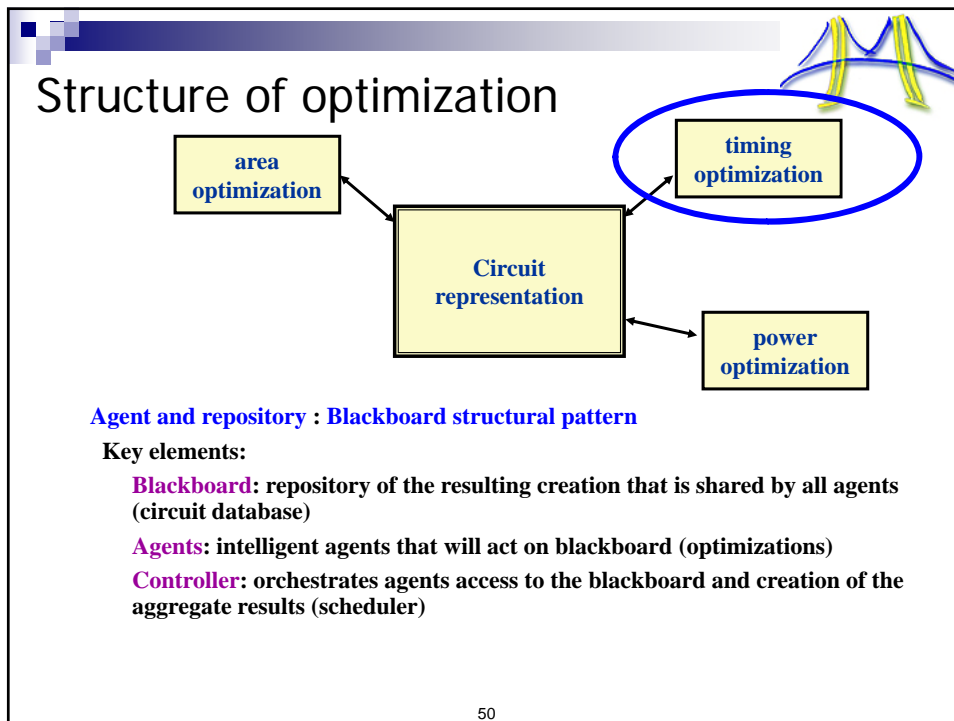 Structure of optimization
area
optimization
timing
optimization
Circuit
representation
power
optimization
Agent and repository : Blackboard structural pattern
Key elements:
Blackboard: repository of the resulting creation that is shared by all agents
(circuit database)
Agents: intelligent agents that will act on blackboard (optimizations)
Controller: orchestrates agents access to the blackboard and creation of the
aggregate results (scheduler)
50